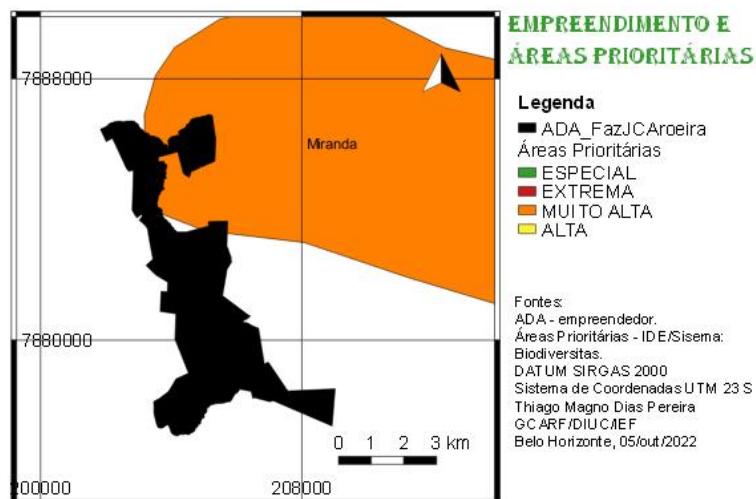 EMPREENDIMENTO E
ÁREAS PRIORITÁRIAS
7888000
Miranda
7880000
200000
208000
0 1 2 3 km
Legenda
ADA_FazJCAroeira
Áreas Prioritárias
ESPECIAL
EXTREMA
MUITO ALTA
ALTA
Fontes:
ADA - empreendedor.
Áreas Prioritárias - IDE/Sisema:
Biodiversitas.
DATUM SIRGAS 2000
Sistema de Coordenadas UTM 23 S
Thiago Magno Dias Pereira
GCARF/DIUC/IEF
Belo Horizonte, 05/out/2022